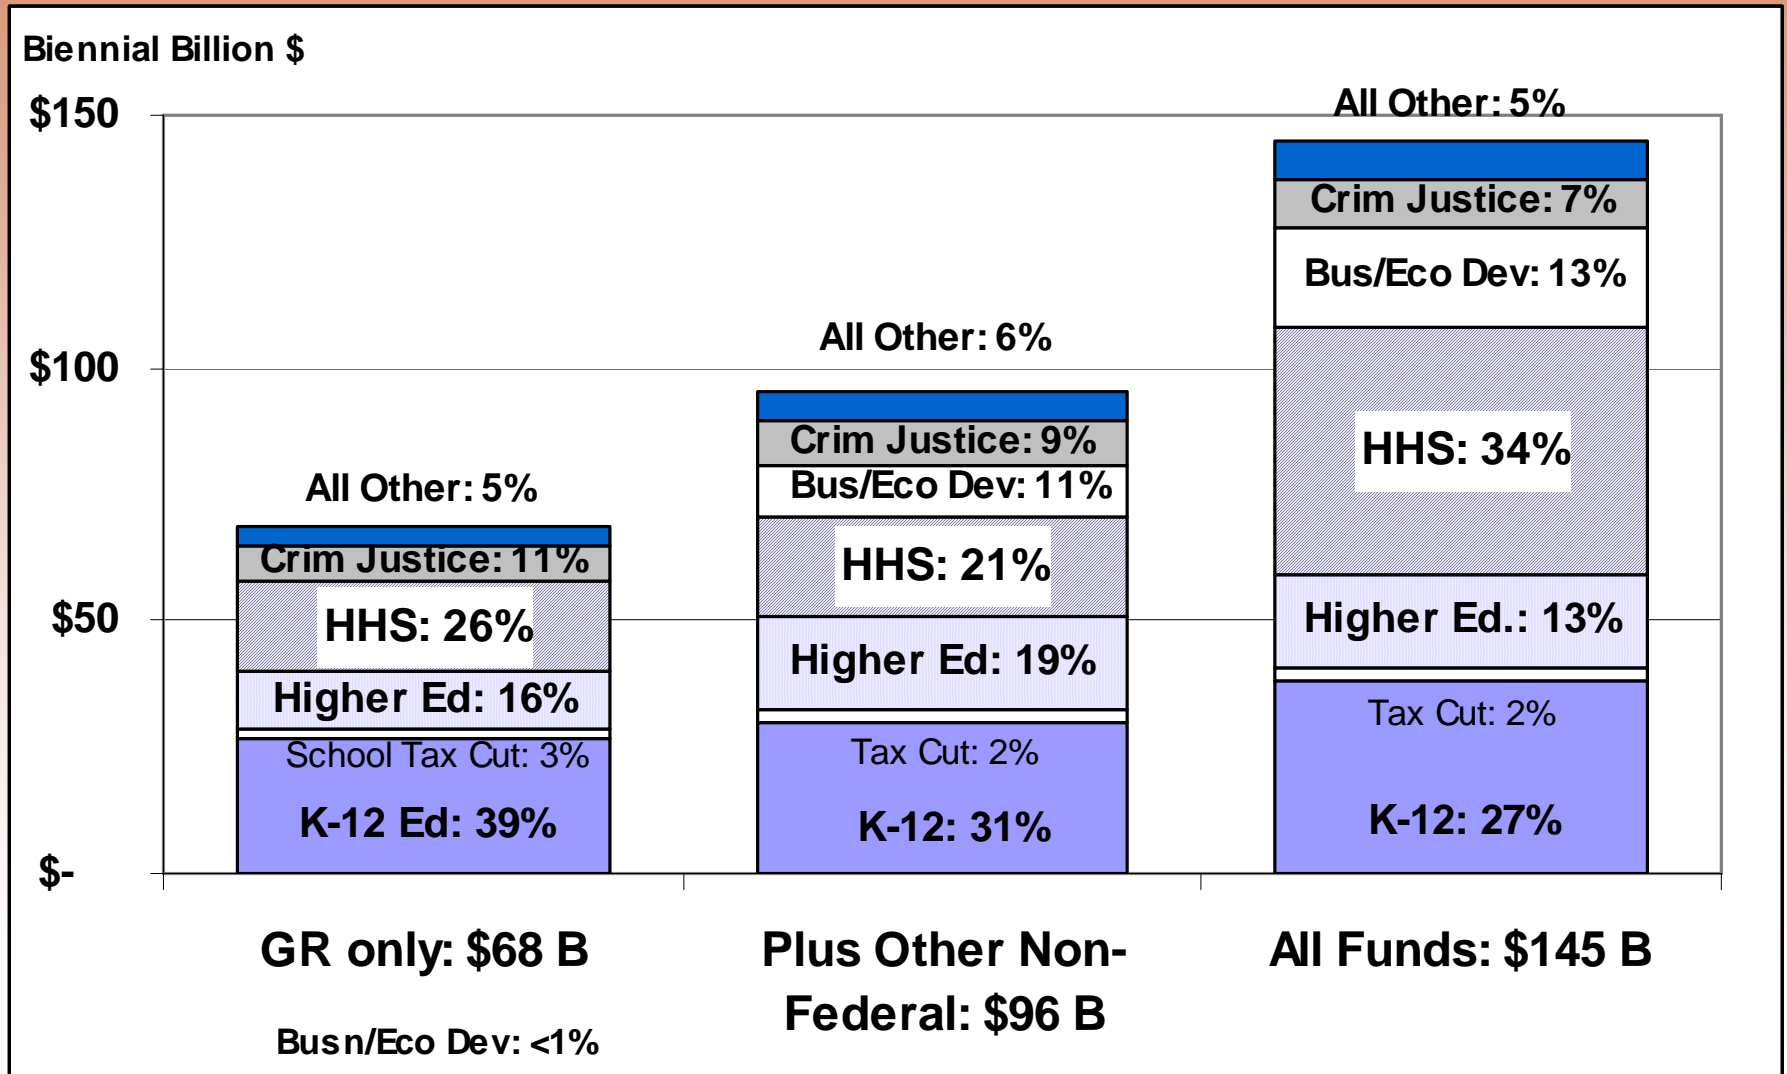 Biennial Billion $
$150
$100
$50
$-
All Other: 5%
Crim Justice: 11%
HHS: 26%
Higher Ed: 16%
School Tax Cut: 3%
K-12 Ed: 39%
All Other: 6%
Crim Justice: 9%
Bus/Eco Dev: 11%
HHS: 21%
Higher Ed: 19%
Tax Cut: 2%
K-12: 31%
All Other: 5%
Crim Justice: 7%
Bus/Eco Dev: 13%
HHS: 34%
Higher Ed.: 13%
Tax Cut: 2%
K-12: 27%
GR only: $68 B
Plus Other Non-
Federal: $96 B
All Funds: $145 B
Busn/Eco Dev: <1%